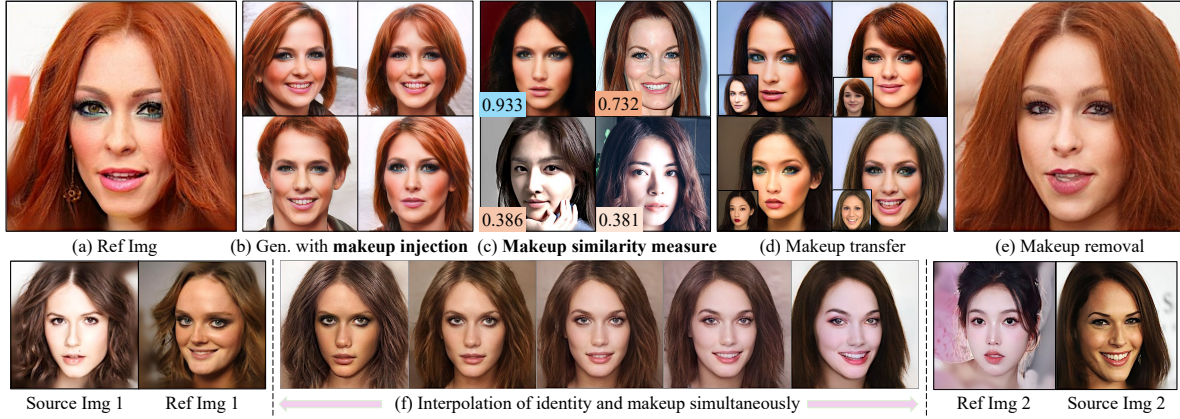 0.933
0.732
0.386
0.381
(a) Ref Img
(b) Gen. with makeup injection
(c) Makeup similarity measure
(d) Makeup transfer
(e) Makeup removal
Source Img 1
Ref Img 1
(f) Interpolation of identity and makeup simultaneously
Ref Img 2
Source Img 2